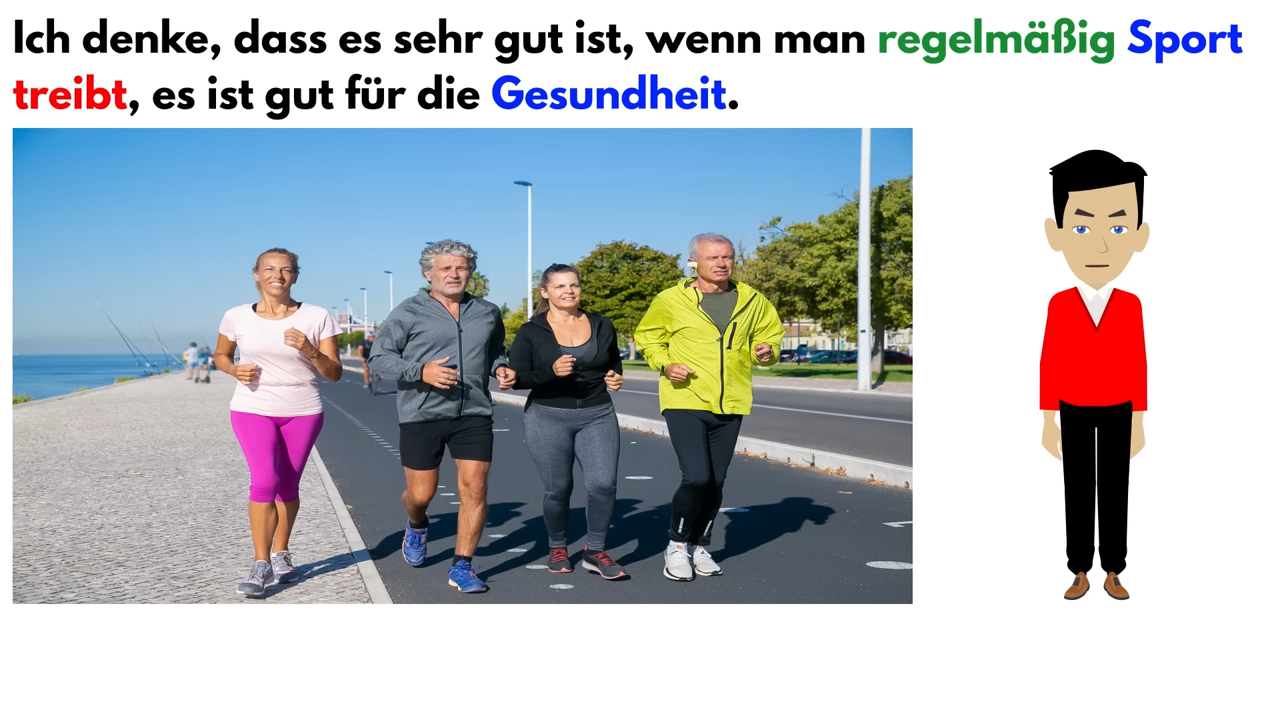 Ich denke, dass es sehr gut ist, wenn man regelmäßig Sport
treibt, es ist gut für die Gesundheit.